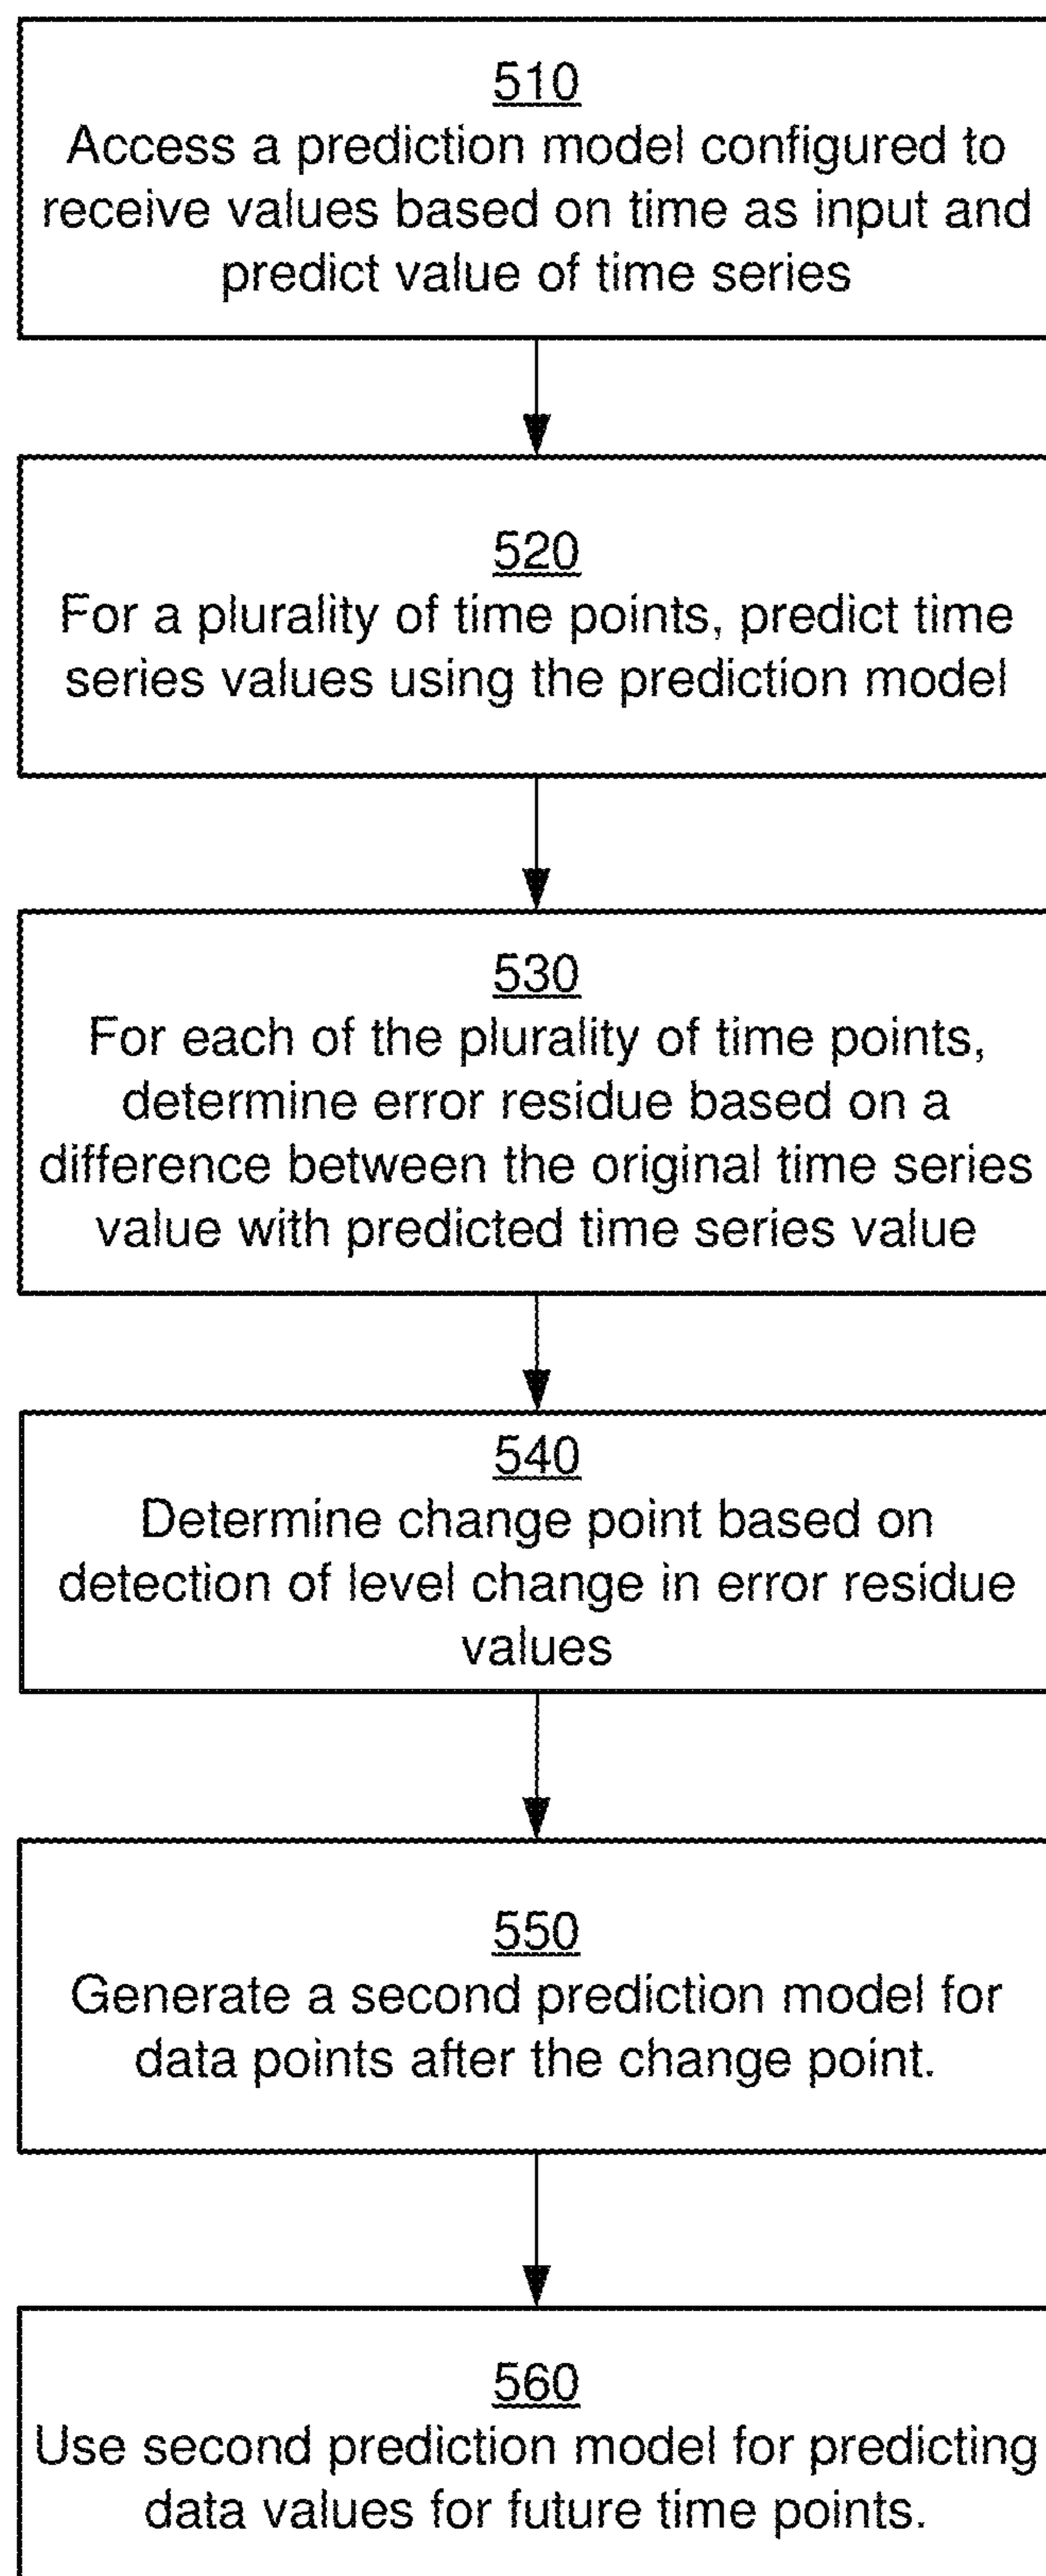 510
Access a prediction model configured to
receive values based on time as input and
predict value of time series
520
For a plurality of time points, predict time
series values using the prediction model
530
For each of the plurality of time points,
determine error residue based on a
difference between the original time series
value with predicted time series value
540
Determine change point based on
detection of level change in error residue
values
550
Generate a second prediction model for
data points after the change point.
560
Use second prediction model for predicting
data values for future time points.